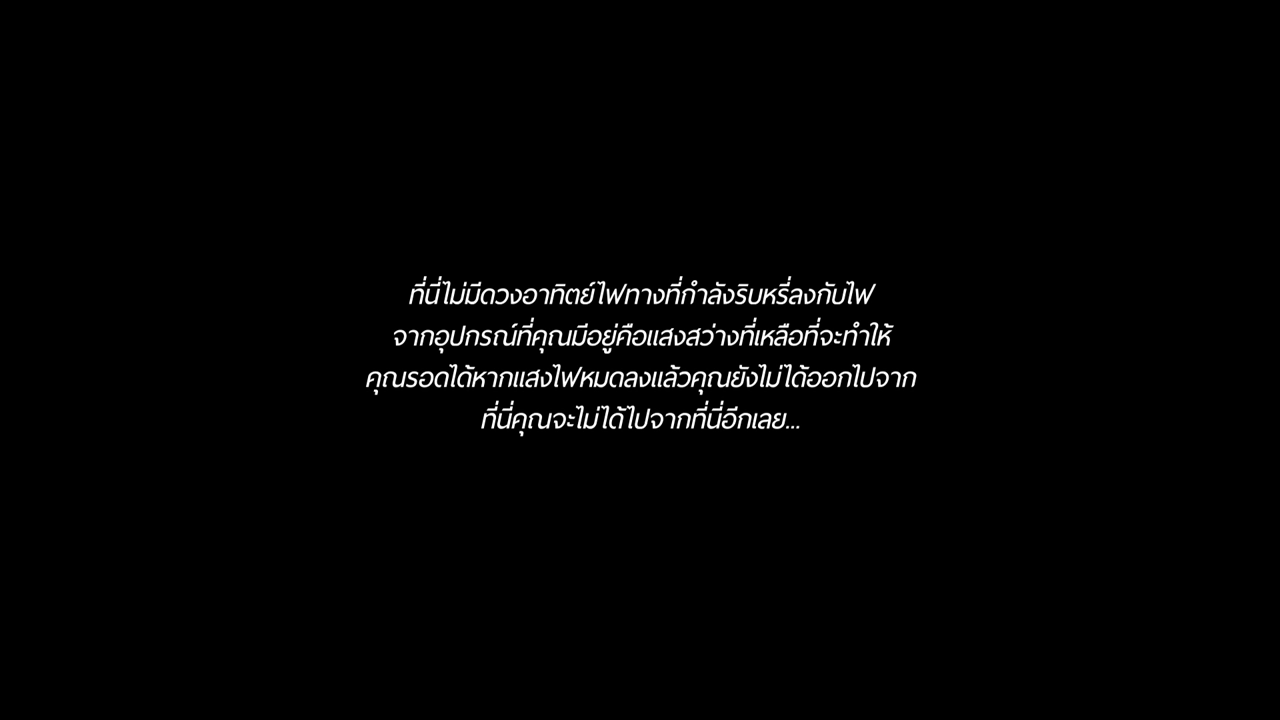 ที่นี่ไม่มีดวงอาทิตย์ไฟทางที่กำลังริบหรี่ลงกับไฟ
จากอุปกรณ์ที่คุณมีอยู่คือแสงสว่างที่เหลือที่จะทำให้
คุณรอดได้หากแสงไฟหมดลงแล้วคุณยังไม่ได้ออกไปจาก
ที่นี่คุณจะไม่ได้ไปจากที่นี่อีกเลย...